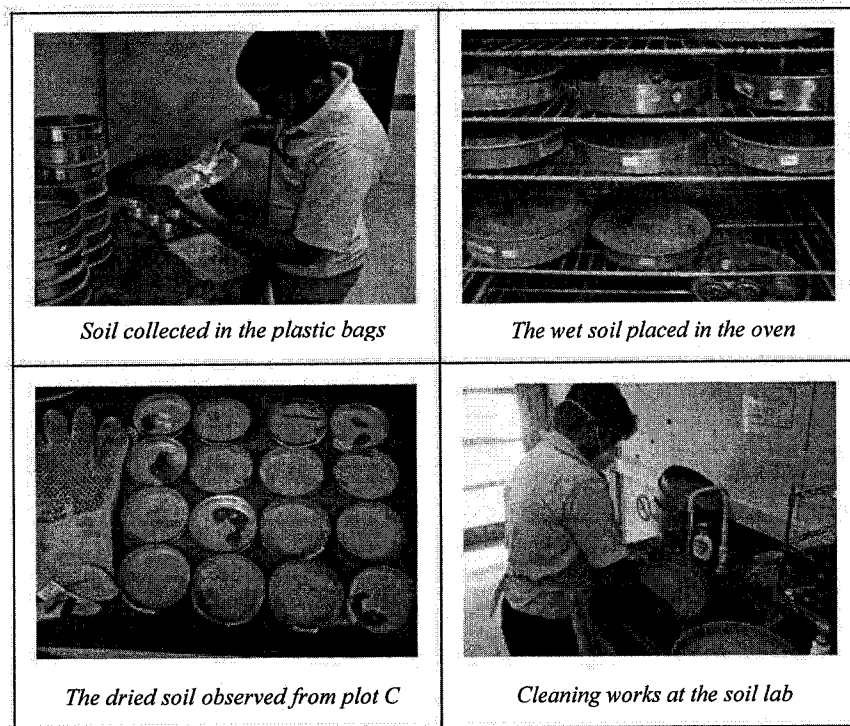 Soil collected in the plastic bags
The wet soil placed in the oven
The dried soil observed from plot C
Cleaning works at the soil lab